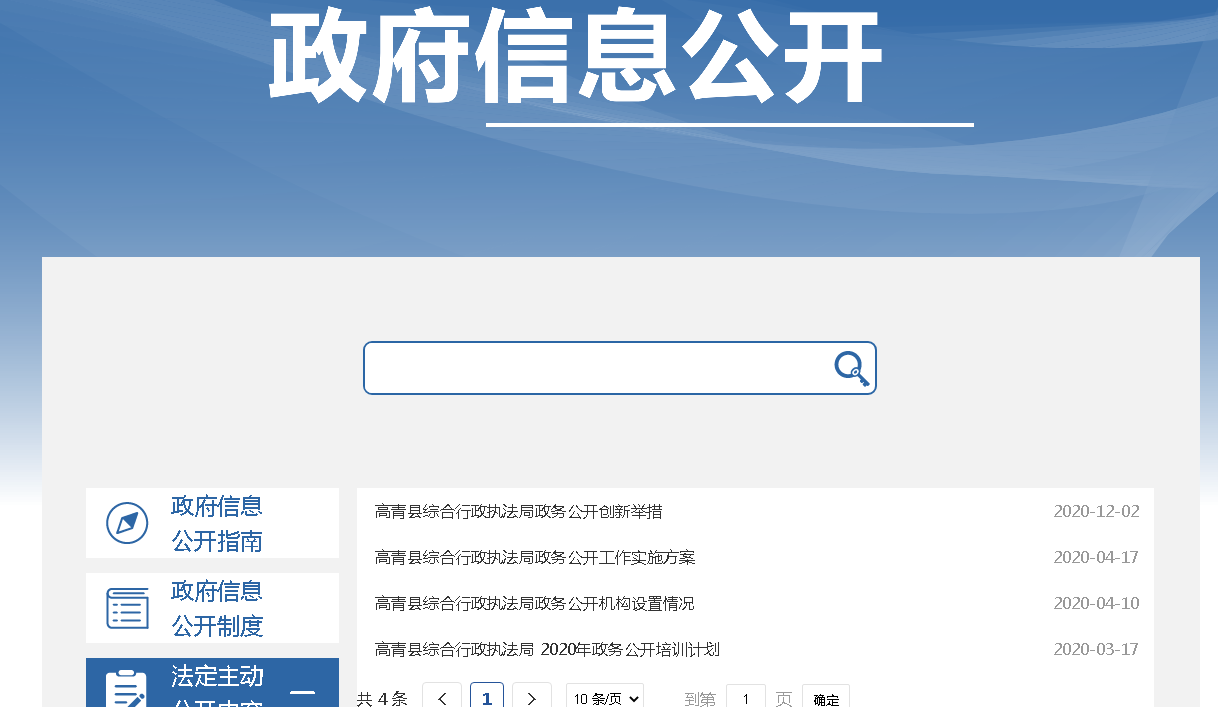 政府信息公开
政府信息
公开指南
政府信息
公开制度
法定主动
公开内容
高青县综合行政执法局政务公开创新举措 2020-12-02
高青县综合行政执法局政务公开工作实施方案 2020-04-17
高青县综合行政执法局政务公开机构设置情况 2020-04-10
高青县综合行政执法局 2020年政务公开培训计划 2020-03-17
共 4 条 1 10 条/页 到第 1 页 确定